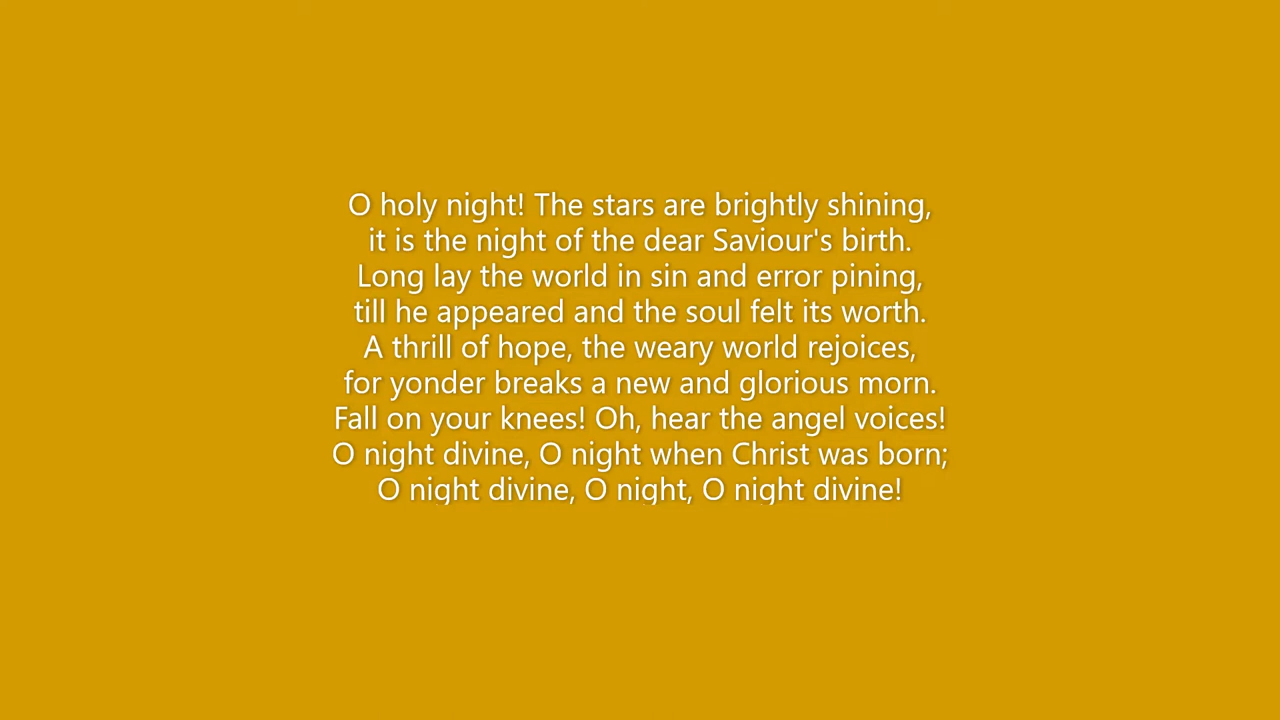 O holy night! The stars are brightly shining,
it is the night of the dear Saviour's birth.
Long lay the world in sin and error pining,
till he appeared and the soul felt its worth.
A thrill of hope, the weary world rejoices,
for yonder breaks a new and glorious morn.
Fall on your knees! Oh, hear the angel voices!
O night divine, O night when Christ was born;
O night divine, O night, O night divine!